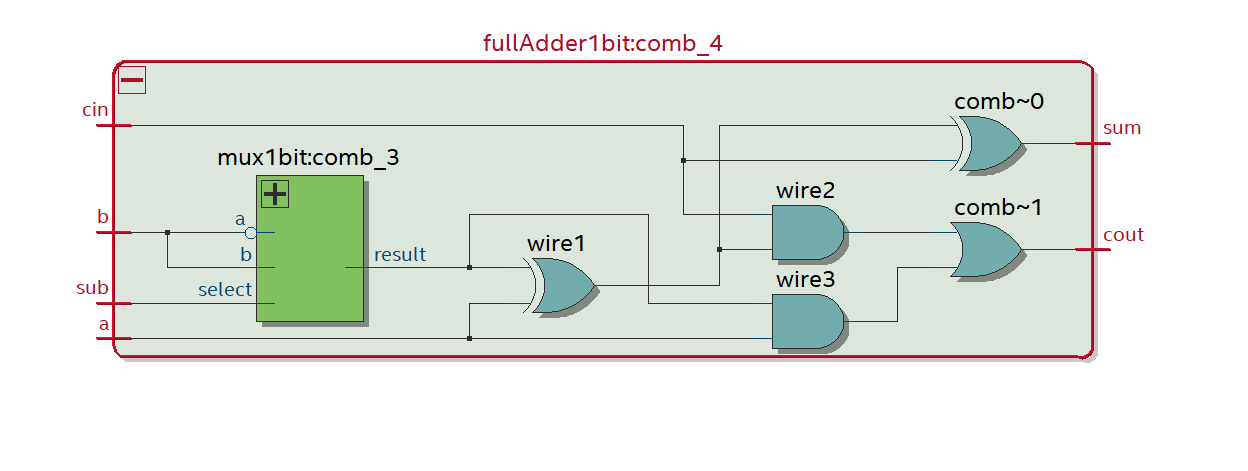 fullAdder1bit:comb_4
cin
comb~0
sum
mux1bit:comb_3
wire2
b
a
comb~1
cout
b
result
wire1
wire3
sub
select
a